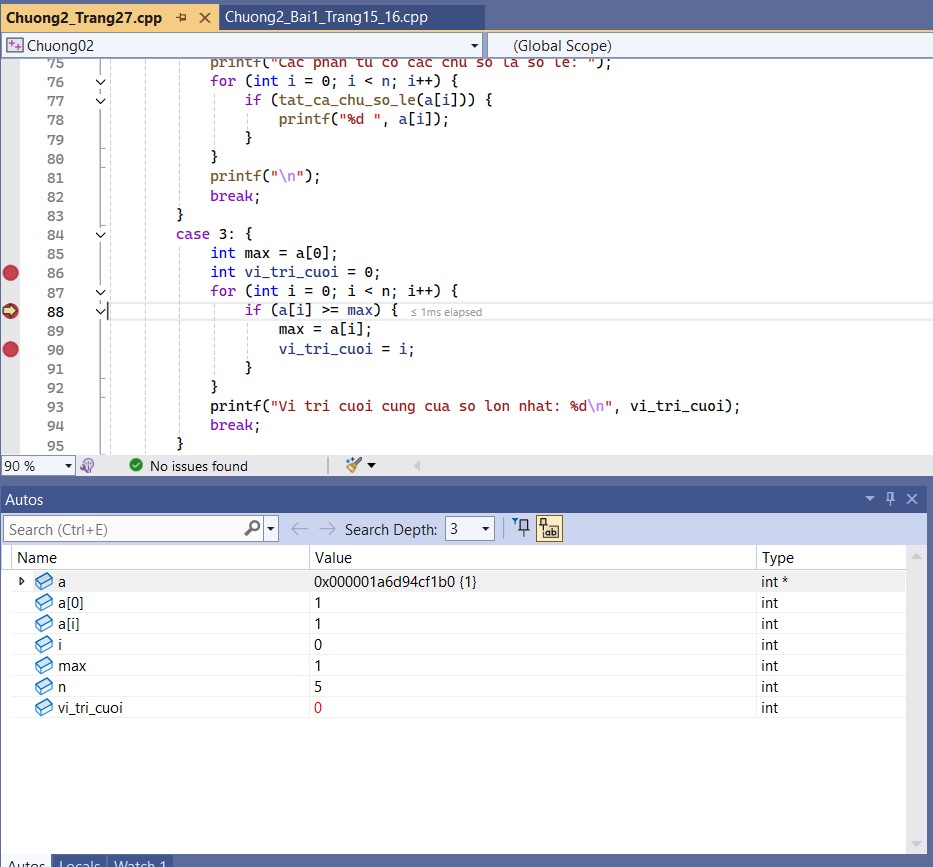 Chuong2_Trang27.cpp Chuong2_Bai1_Trang15_16.cpp
Chuong02 (Global Scope)
75 printf("Cac phan tu co cac chu so la so le: ");
76 for (int i = 0; i < n; i++) {
77 if (tat_ca_chu_so_le(a[i])) {
78 printf("%d ", a[i]);
79 }
80 }
81 printf("\n");
82 break;
83 }
84 case 3: {
85 int max = a[0];
86 int vi_tri_cuoi = 0;
87 for (int i = 0; i < n; i++) {
88 if (a[i] >= max) { ≤ 1ms elapsed
89 max = a[i];
90 vi_tri_cuoi = i;
91 }
92 }
93 printf("Vi tri cuoi cung cua so lon nhat: %d\n", vi_tri_cuoi);
94 break;
95 }
90 % No issues found
Autos
Search (Ctrl+E) Search Depth: 3
Name Value Type
a 0x000001a6d94cf1b0 {1} int *
a[0] 1 int
a[i] 1 int
i 0 int
max 1 int
n 5 int
vi_tri_cuoi 0 int
Autos Locals Watch 1